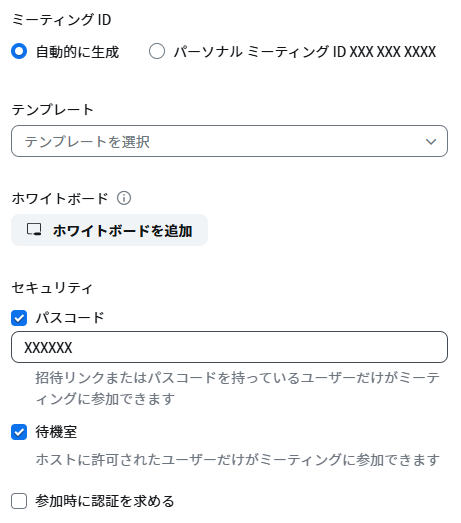 ミーティング ID
自動的に生成
パーソナル ミーティング ID XXX XXX XXXX
テンプレート
テンプレートを選択
ホワイトボード
ホワイトボードを追加
セキュリティ
パスコード
XXXXXX
招待リンクまたはパスコードを持っているユーザーだけがミーテ
ィングに参加できます
待機室
ホストに許可されたユーザーだけがミーティングに参加できます
参加時に認証を求める